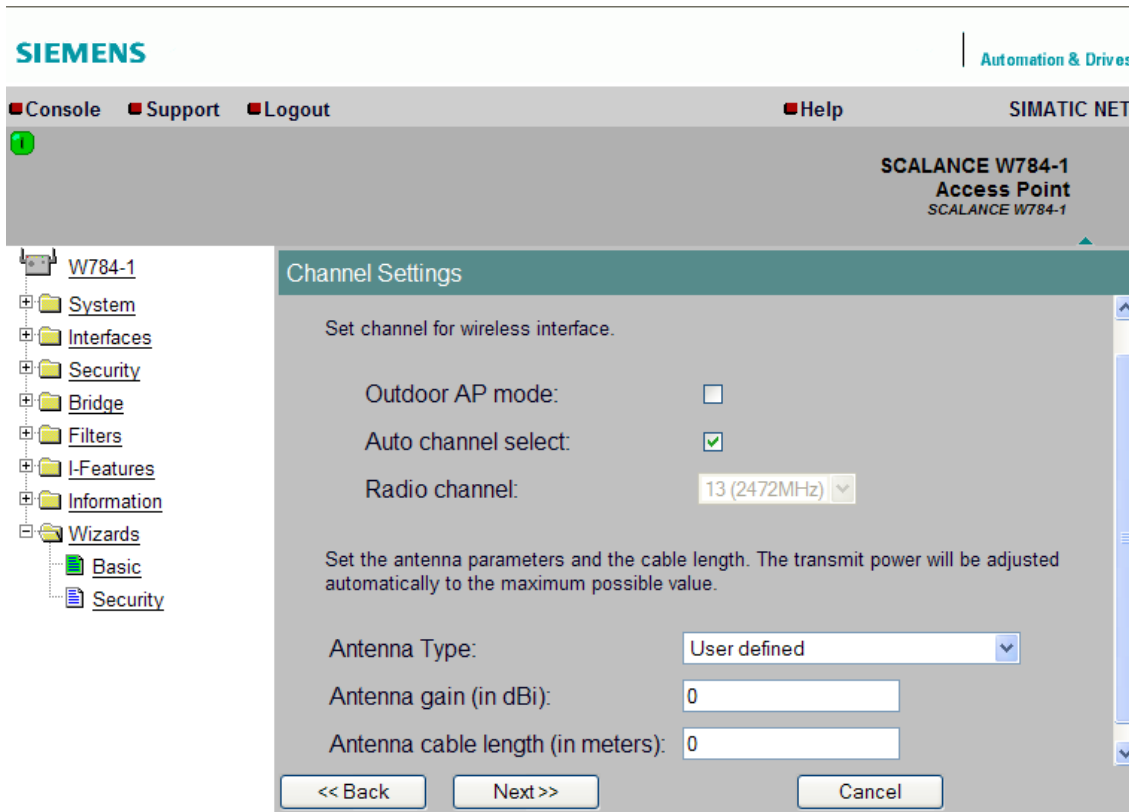 SIEMENS
Automation & Drives
Console Support Logout Help SIMATIC NET
SCALANCE W784-1
Access Point
SCALANCE W784-1
W784-1
System
Interfaces
Security
Bridge
Filters
I-Features
Information
Wizards
Basic
Security
Channel Settings
Set channel for wireless interface.
Outdoor AP mode:
Auto channel select:
Radio channel: 13 (2472MHz)
Set the antenna parameters and the cable length. The transmit power will be adjusted
automatically to the maximum possible value.
Antenna Type: User defined
Antenna gain (in dBi): 0
Antenna cable length (in meters): 0
<< Back Next>> Cancel